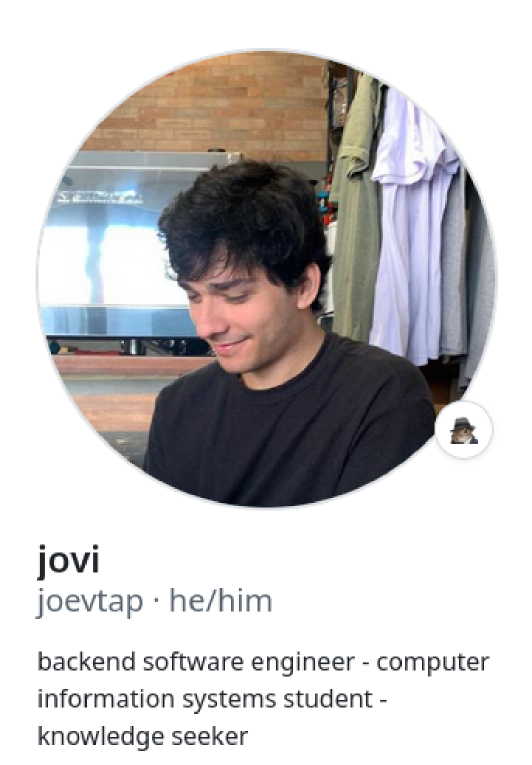 jovi
joevtap · he/him
backend software engineer - computer
information systems student -
knowledge seeker